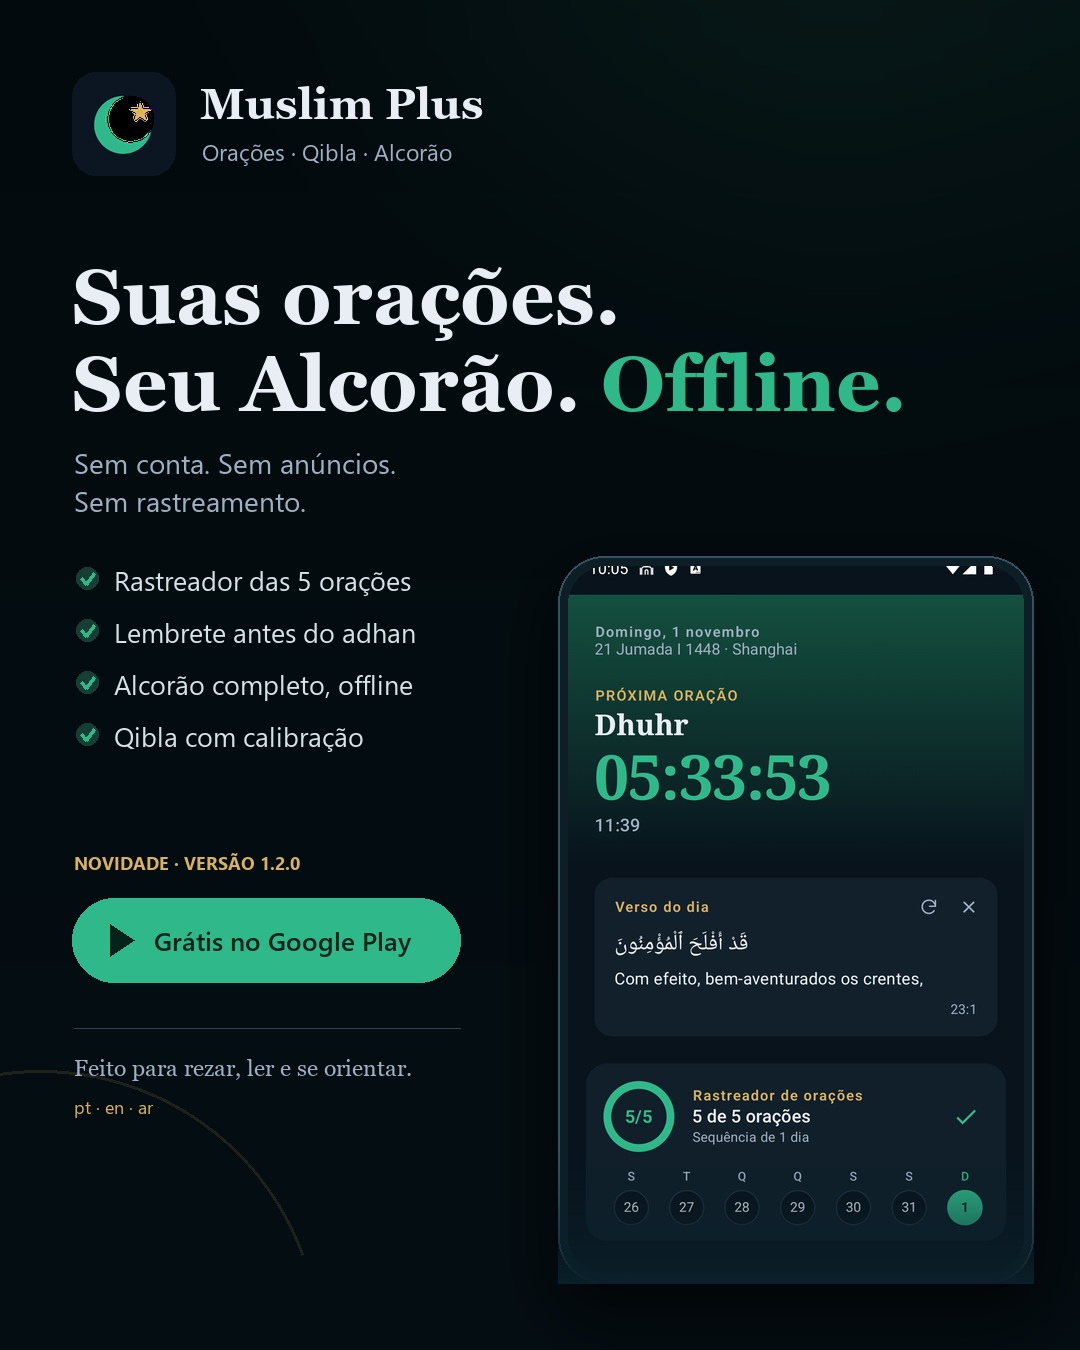 Muslim Plus
Orações · Qibla · Alcorão
Suas orações.
Seu Alcorão. Offline.
Sem conta. Sem anúncios.
Sem rastreamento.
Rastreador das 5 orações
Lembrete antes do adhan
Alcorão completo, offline
Qibla com calibração
NOVIDADE · VERSÃO 1.2.0
Grátis no Google Play
Feito para rezar, ler e se orientar.
pt · en · ar
10:05
Domingo, 1 novembro
21 Jumada I 1448 · Shanghai
PRÓXIMA ORAÇÃO
Dhuhr
05:33:53
11:39
Verso do dia
قَدْ أَفْلَحَ ٱلْمُؤْمِنُونَ
Com efeito, bem-aventurados os crentes,
23:1
5/5
Rastreador de orações
5 de 5 orações
Sequência de 1 dia
S T Q Q S S D
26 27 28 29 30 31 1